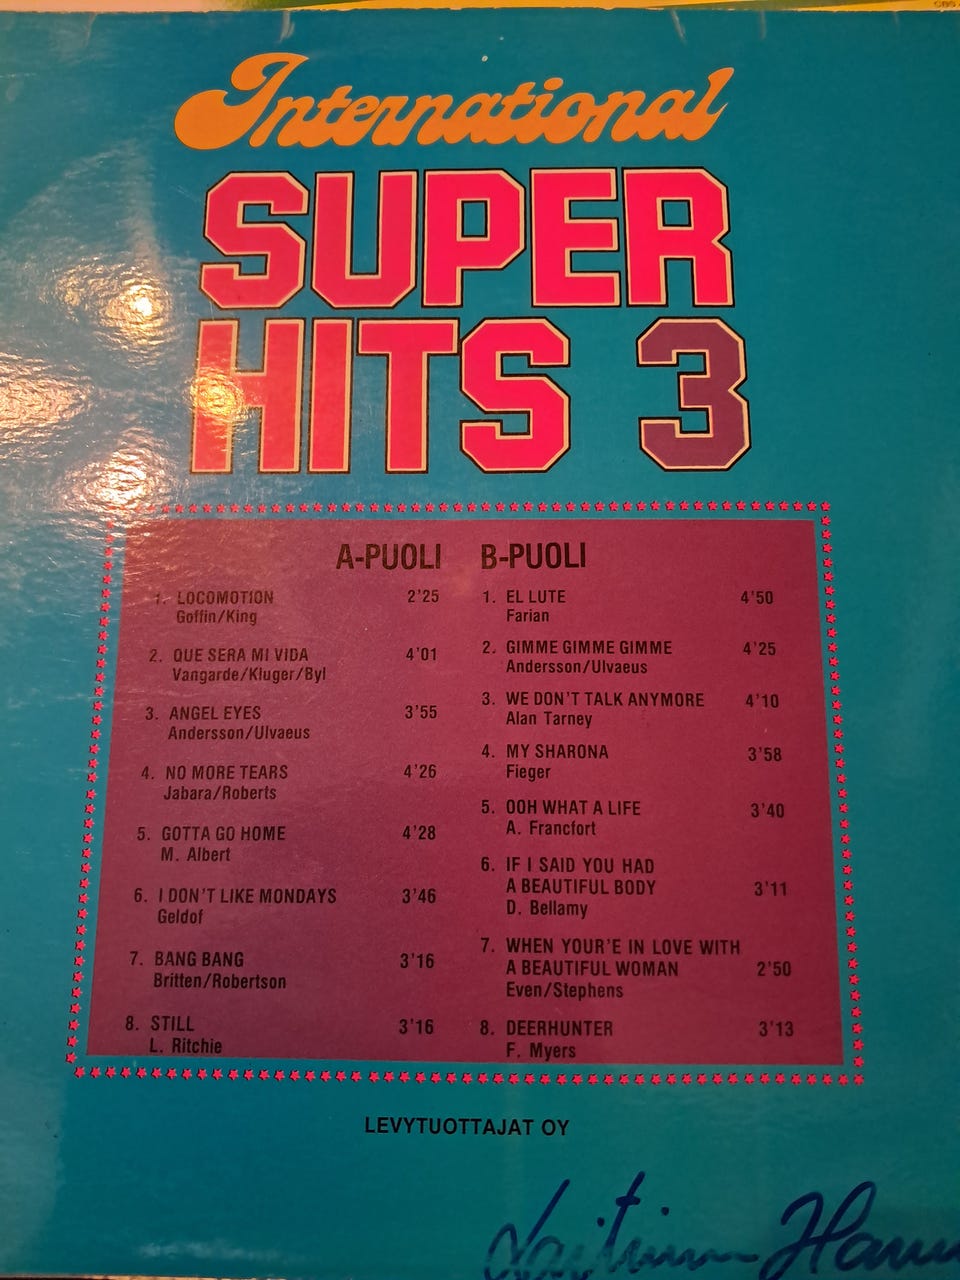 International
SUPER
HITS 3
A-PUOLI
1. LOCOMOTION 2'25
Goffin/King
2. QUE SERA MI VIDA 4'01
Vangarde/Kluger/Byl
3. ANGEL EYES 3'55
Andersson/Ulvaeus
4. NO MORE TEARS 4'26
Jabara/Roberts
5. GOTTA GO HOME 4'28
M. Albert
6. I DON'T LIKE MONDAYS 3'46
Geldof
7. BANG BANG 3'16
Britten/Robertson
8. STILL 3'16
L. Ritchie
B-PUOLI
1. EL LUTE 4'50
Farian
2. GIMME GIMME GIMME 4'25
Andersson/Ulvaeus
3. WE DON'T TALK ANYMORE 4'10
Alan Tarney
4. MY SHARONA 3'58
Fieger
5. OOH WHAT A LIFE 3'40
A. Francfort
6. IF I SAID YOU HAD
A BEAUTIFUL BODY 3'11
D. Bellamy
7. WHEN YOUR'E IN LOVE WITH
A BEAUTIFUL WOMAN 2'50
Even/Stephens
8. DEERHUNTER 3'13
F. Myers
LEVYTUOTTAJAT OY